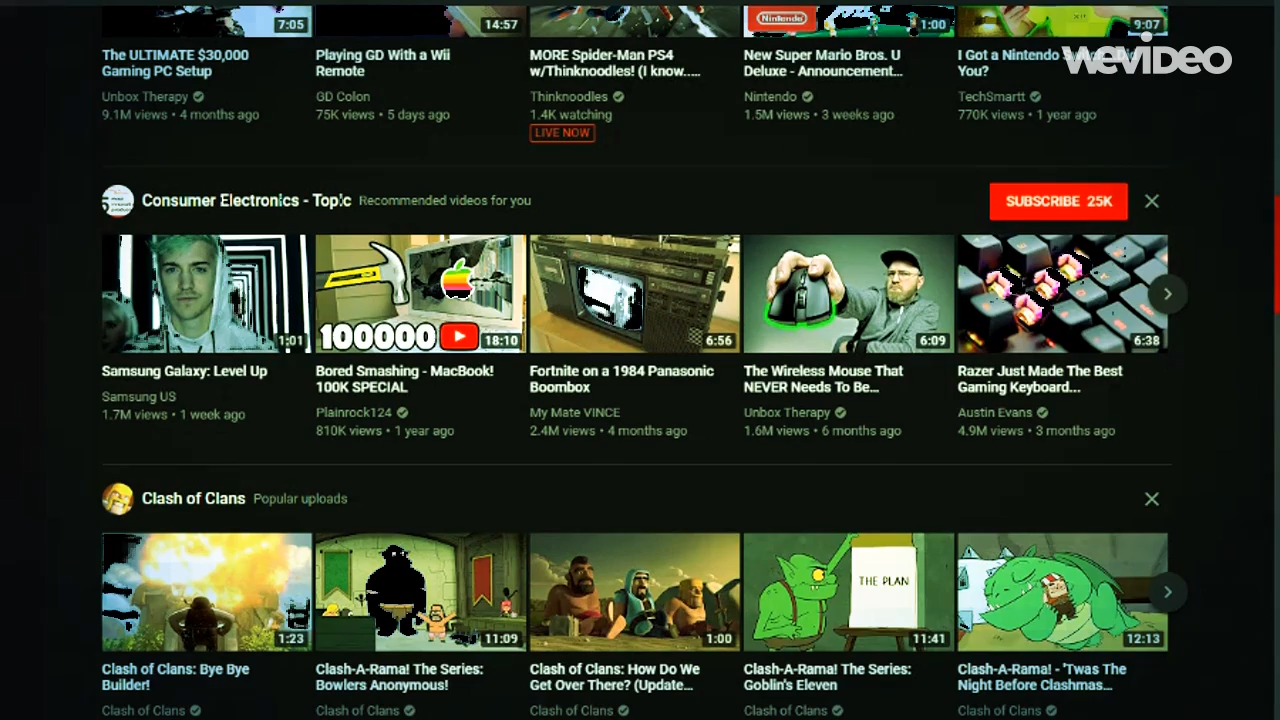 7:05
14:57
Nintendo
1:00
9:07
The ULTIMATE $30,000
Gaming PC Setup
Unbox Therapy
9.1M views • 4 months ago
Playing GD With a Wii
Remote
GD Colon
75K views • 5 days ago
MORE Spider-Man PS4
w/Thinknoodles! (I know.....
Thinknoodles
1.4K watching
LIVE NOW
New Super Mario Bros. U
Deluxe - Announcement...
Nintendo
1.5M views • 3 weeks ago
I Got a Nintendo
You?
TechSmartt
770K views • 1 year ago
WEVIDEO
Consumer Electronics - Topic Recommended videos for you
SUBSCRIBE 25K
1:01
100000
18:10
6:56
6:09
6:38
Samsung Galaxy: Level Up
Samsung US
1.7M views • 1 week ago
Bored Smashing - MacBook!
100K SPECIAL
Plainrock124
810K views • 1 year ago
Fortnite on a 1984 Panasonic
Boombox
My Mate VINCE
2.4M views • 4 months ago
The Wireless Mouse That
NEVER Needs To Be...
Unbox Therapy
1.6M views • 6 months ago
Razer Just Made The Best
Gaming Keyboard...
Austin Evans
4.9M views • 3 months ago
Clash of Clans Popular uploads
1:23
11:09
1:00
THE PLAN
11:41
12:13
Clash of Clans: Bye Bye
Builder!
Clash of Clans
Clash-A-Rama! The Series:
Bowlers Anonymous!
Clash of Clans
Clash of Clans: How Do We
Get Over There? (Update...
Clash of Clans
Clash-A-Rama! The Series:
Goblin's Eleven
Clash of Clans
Clash-A-Rama! - 'Twas The
Night Before Clashmas...
Clash of Clans